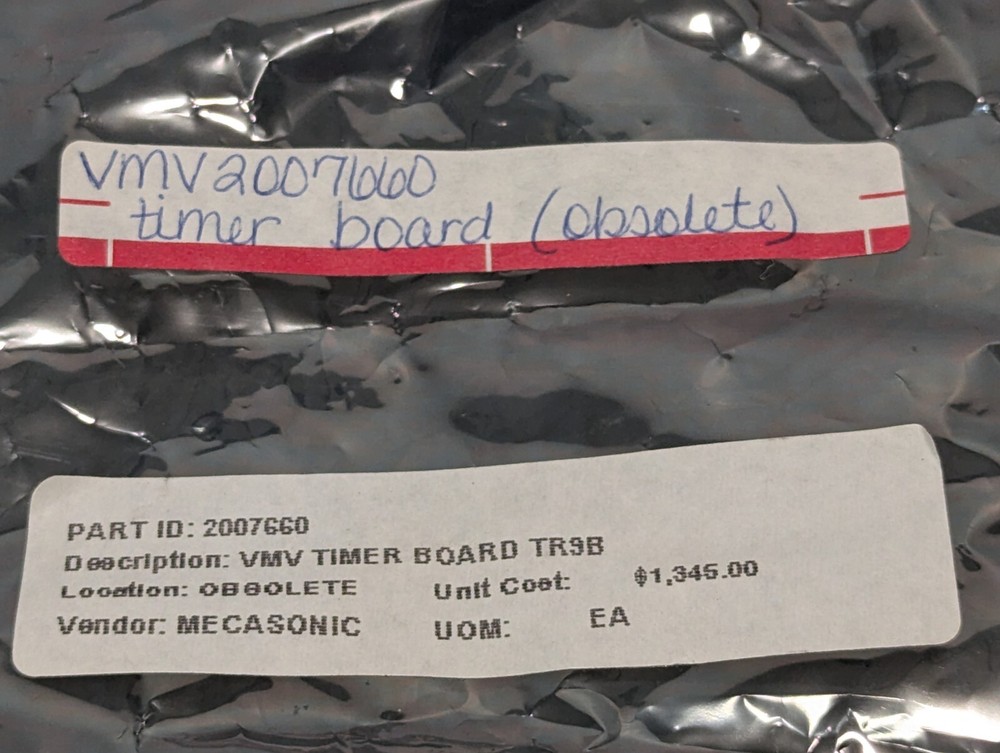 VMV2007660
timer board (obsolete)
PART ID: 2007660
Description: VMV TIMER BOARD TR9B
Location: OBSOLETE Unit Cost: $1,345.00
Vendor: MECASONIC UOM: EA